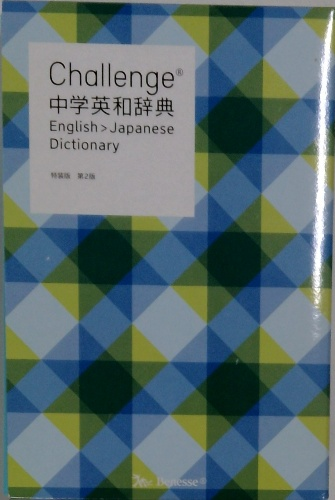 Challenge®
中学英和辞典
English>Japanese
Dictionary
特装版 第2版
Benesse®